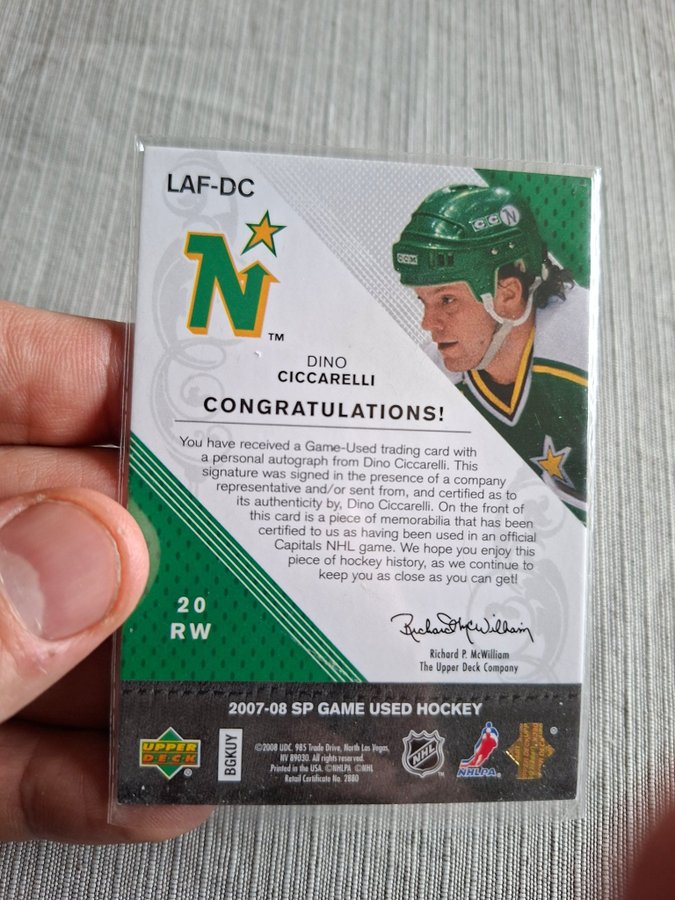 LAF-DC
CC N
CCM
N
TM
DINO
CICCARELLI
CONGRATULATIONS!
You have received a Game-Used trading card with
a personal autograph from Dino Ciccarelli. This
signature was signed in the presence of a company
representative and/or sent from, and certified as to
its authenticity by, Dino Ciccarelli. On the front of
this card is a piece of memorabilia that has been
certified to us as having been used in an official
Capitals NHL game. We hope you enjoy this
piece of hockey history, as we continue to
keep you as close as you can get!
20
RW
Richard P. McWilliam
Richard P. McWilliam
The Upper Deck Company
2007-08 SP GAME USED HOCKEY
UPPER
DECK
BGKUY
©2008 UDC. 985 Trade Drive, North Las Vegas,
NV 89030. All rights reserved.
Printed in the USA. ©NHLPA ©NHL
Retail Certificate No. 2880
NHL
NHLPA